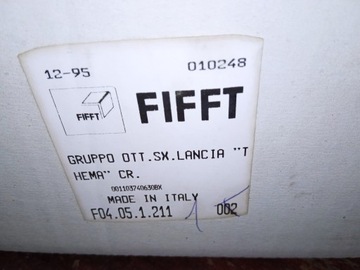 12-95 010248
FIFFT FIFFT
GRUPPO OTT.SX.LANCIA "T
HEMA" CR.
00110374063OBX
MADE IN ITALY
F04.05.1.211 002